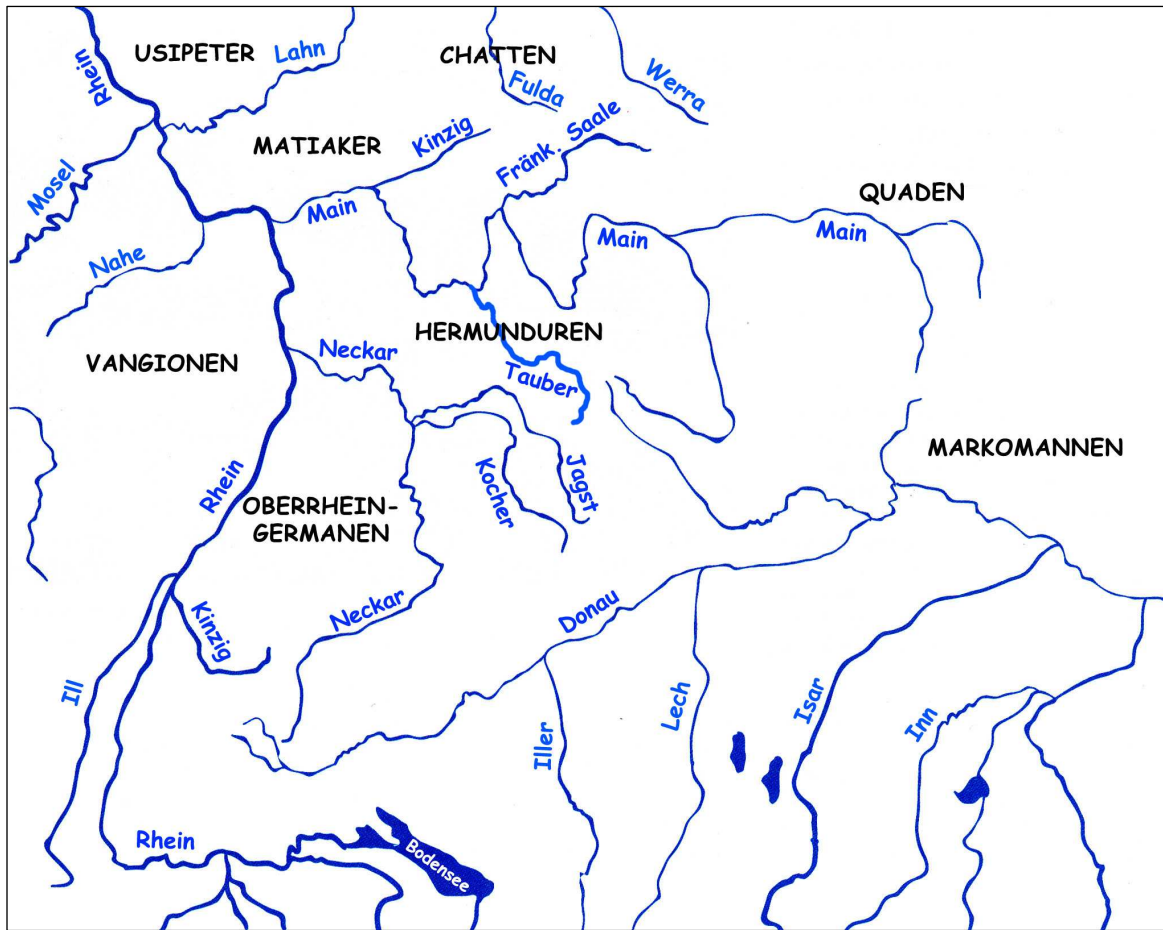 USIPETER
Lahn
CHATTEN
Rhein
Fulda
Werra
MATIAKER
Kinzig
Fränk. Saale
Mosel
Main
QUADEN
Main
Main
Nahe
HERMUNDUREN
VANGIONEN
Neckar
Tauber
MARKOMANNEN
Rhein
Kocher
Jagst
OBERRHEIN-
GERMANEN
Kinzig
Neckar
Donau
Ill
Iller
Lech
Isar
Inn
Rhein
Bodensee